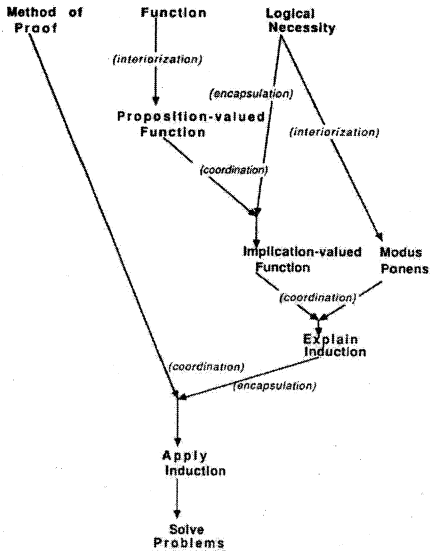 Method of
Proof
Function
Logical
Necessity
(interiorization)
(encapsulation)
Proposition-valued
Function
(interiorization)
(coordination)
Implication-valued
Function
Modus
Ponens
(coordination)
Explain
Induction
(coordination)
(encapsulation)
Apply
Induction
Solve
Problems